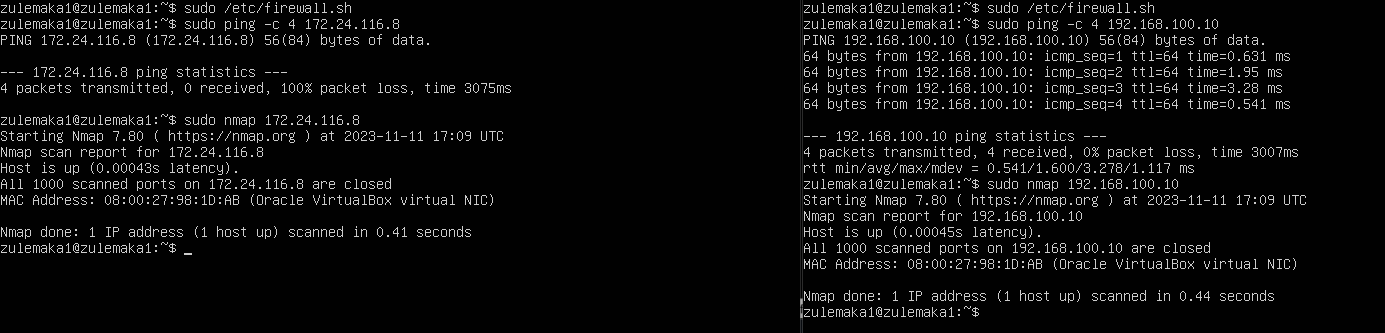 zulemaka1@zulemaka1:~$ sudo /etc/firewall.sh
zulemaka1@zulemaka1:~$ sudo ping -c 4 172.24.116.8
PING 172.24.116.8 (172.24.116.8) 56(84) bytes of data.

--- 172.24.116.8 ping statistics ---
4 packets transmitted, 0 received, 100% packet loss, time 3075ms

zulemaka1@zulemaka1:~$ sudo nmap 172.24.116.8
Starting Nmap 7.80 ( https://nmap.org ) at 2023-11-11 17:09 UTC
Nmap scan report for 172.24.116.8
Host is up (0.00043s latency).
All 1000 scanned ports on 172.24.116.8 are closed
MAC Address: 08:00:27:98:1D:AB (Oracle VirtualBox virtual NIC)

Nmap done: 1 IP address (1 host up) scanned in 0.41 seconds
zulemaka1@zulemaka1:~$ _
zulemaka1@zulemaka1:~$ sudo /etc/firewall.sh
zulemaka1@zulemaka1:~$ sudo ping -c 4 192.168.100.10
PING 192.168.100.10 (192.168.100.10) 56(84) bytes of data.
64 bytes from 192.168.100.10: icmp_seq=1 ttl=64 time=0.631 ms
64 bytes from 192.168.100.10: icmp_seq=2 ttl=64 time=1.95 ms
64 bytes from 192.168.100.10: icmp_seq=3 ttl=64 time=3.28 ms
64 bytes from 192.168.100.10: icmp_seq=4 ttl=64 time=0.541 ms

--- 192.168.100.10 ping statistics ---
4 packets transmitted, 4 received, 0% packet loss, time 3007ms
rtt min/avg/max/mdev = 0.541/1.600/3.278/1.117 ms
zulemaka1@zulemaka1:~$ sudo nmap 192.168.100.10
Starting Nmap 7.80 ( https://nmap.org ) at 2023-11-11 17:09 UTC
Nmap scan report for 192.168.100.10
Host is up (0.00045s latency).
All 1000 scanned ports on 192.168.100.10 are closed
MAC Address: 08:00:27:98:1D:AB (Oracle VirtualBox virtual NIC)

Nmap done: 1 IP address (1 host up) scanned in 0.44 seconds
zulemaka1@zulemaka1:~$